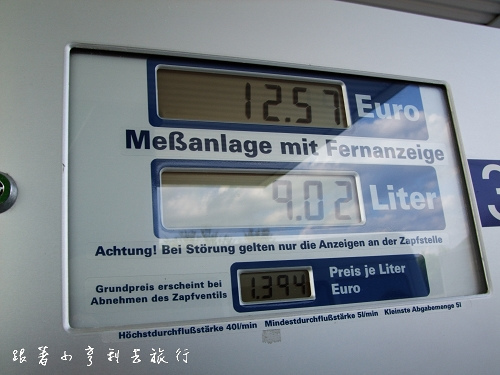 12.57 Euro
Meßanlage mit Fernanzeige
9.02 Liter
Achtung! Bei Störung gelten nur die Anzeigen an der Zapfstelle
Grundpreis erscheint bei
Abnehmen des Zapfventils
1.394
Preis je Liter
Euro
Höchstdurchflußstärke 40l/min Mindestdurchflußstärke 5l/min Kleinste Abgabemenge 5l
3
跟著小亨利去旅行